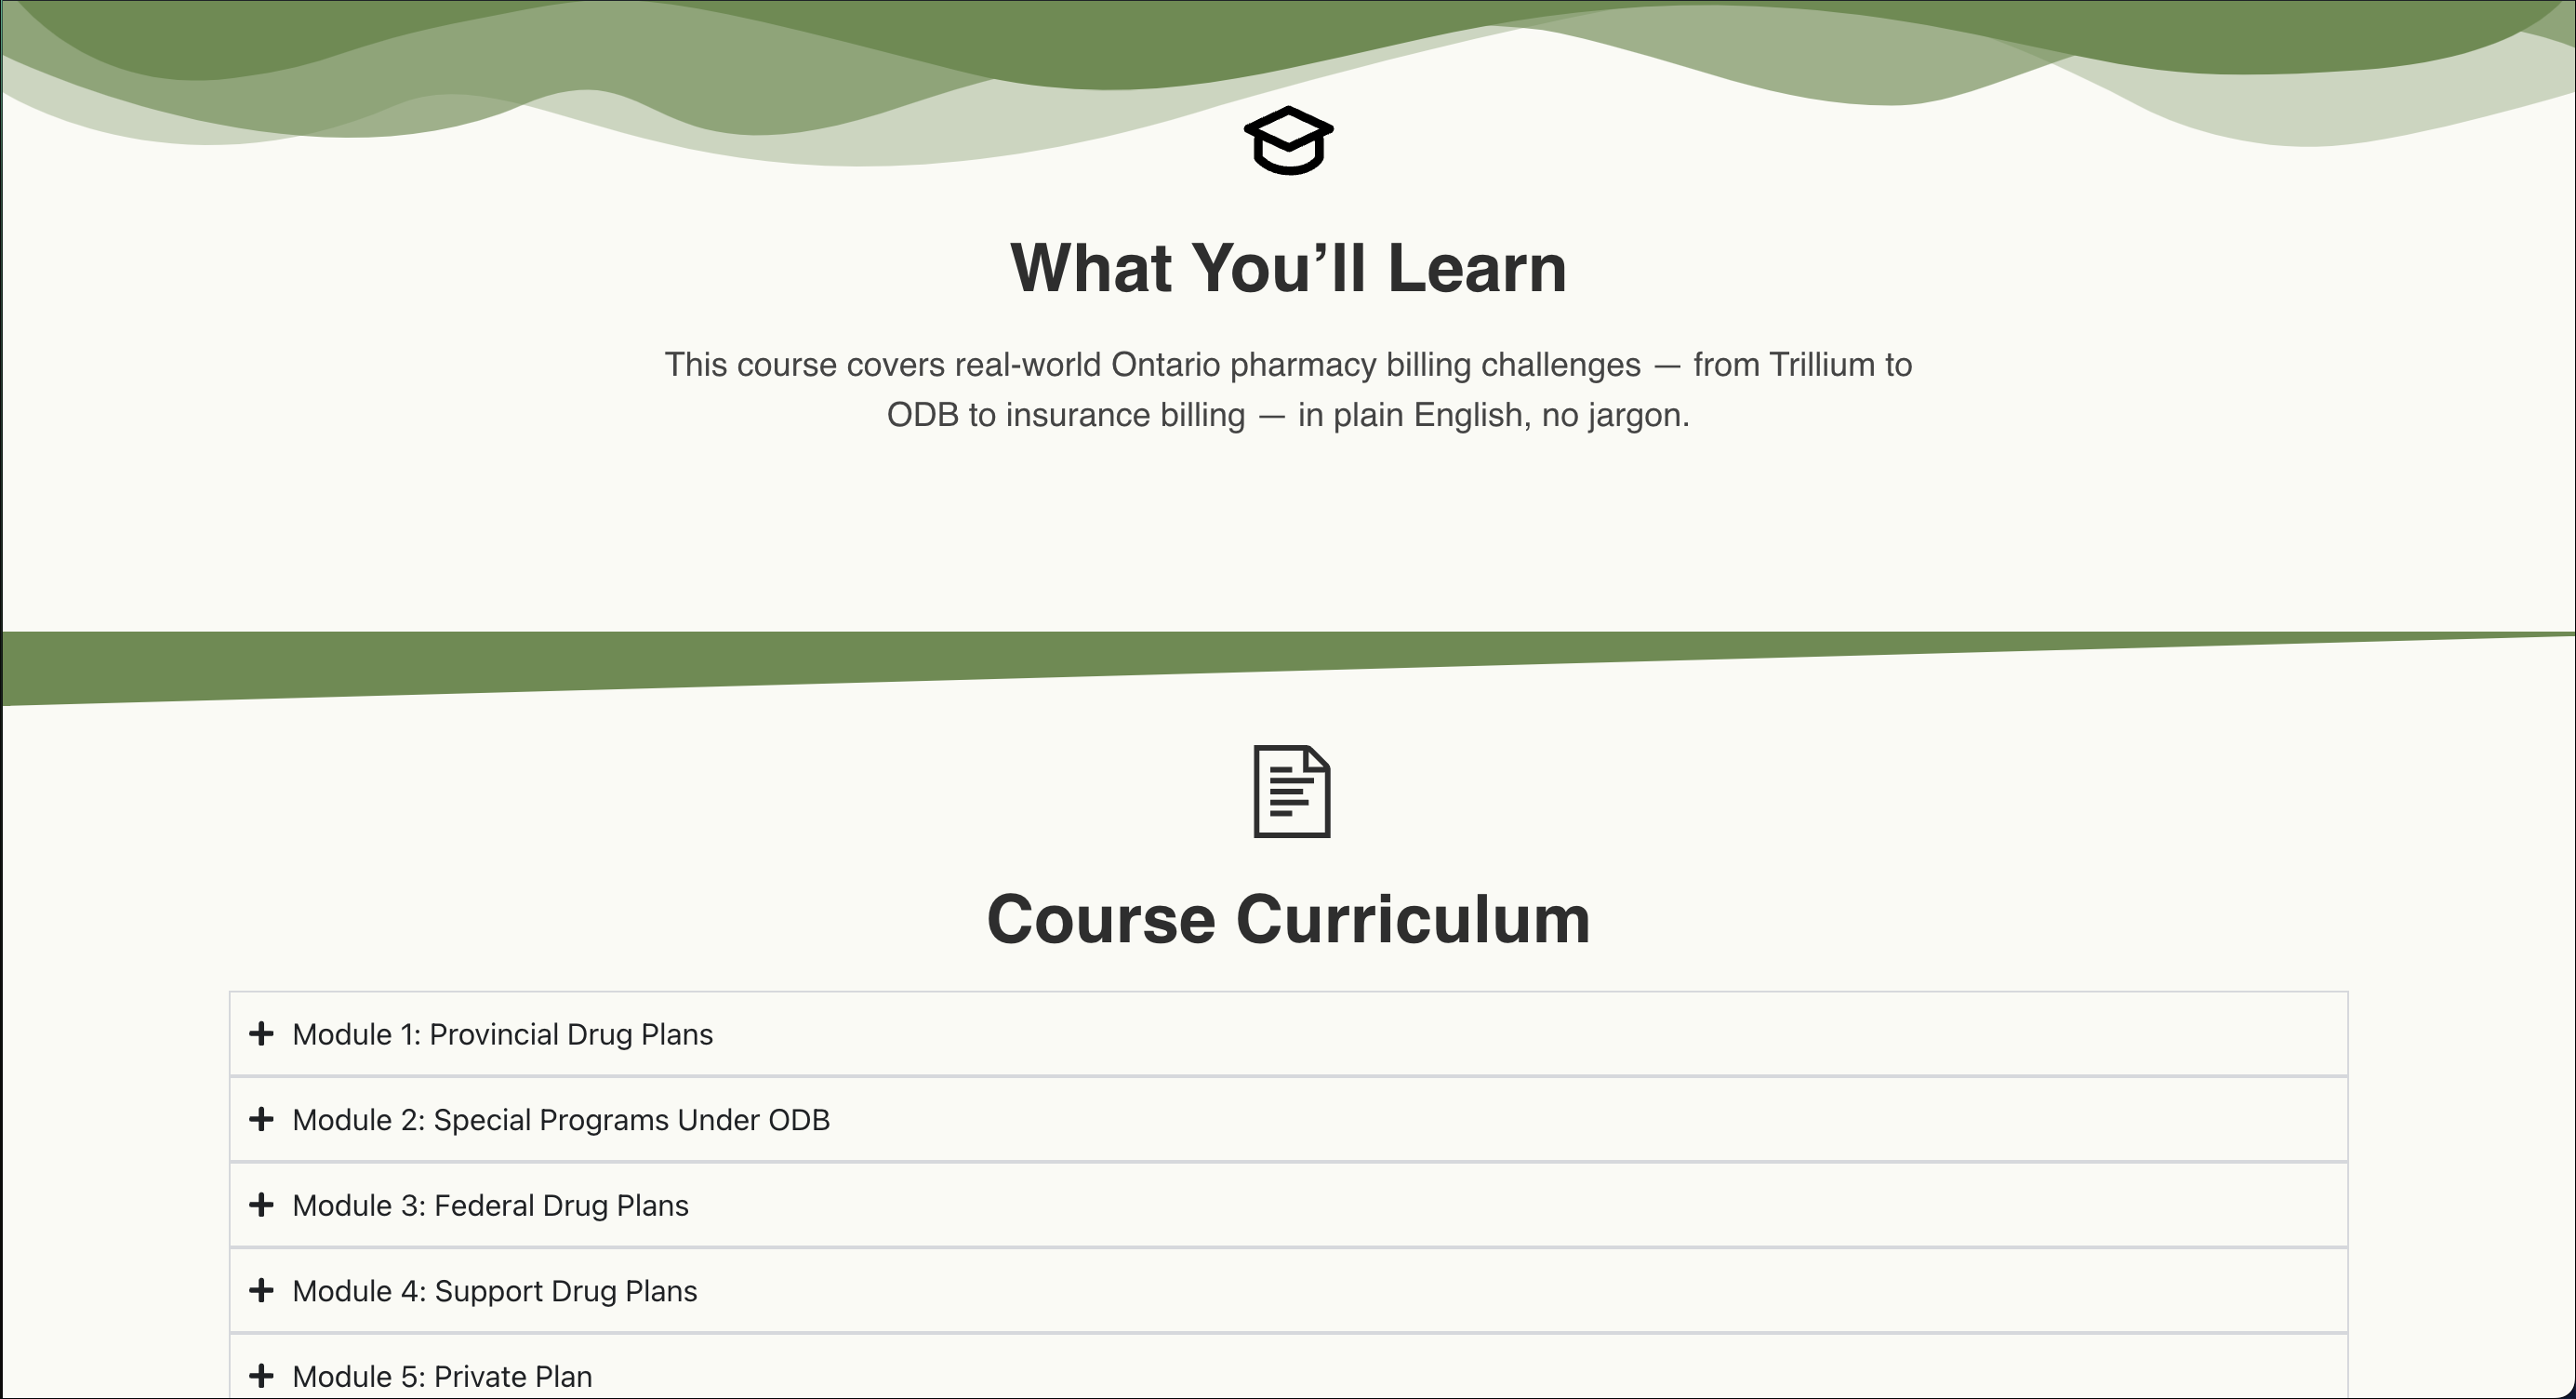 What You’ll Learn
This course covers real-world Ontario pharmacy billing challenges — from Trillium to
ODB to insurance billing — in plain English, no jargon.
Course Curriculum
Module 1: Provincial Drug Plans
Module 2: Special Programs Under ODB
Module 3: Federal Drug Plans
Module 4: Support Drug Plans
Module 5: Private Plan